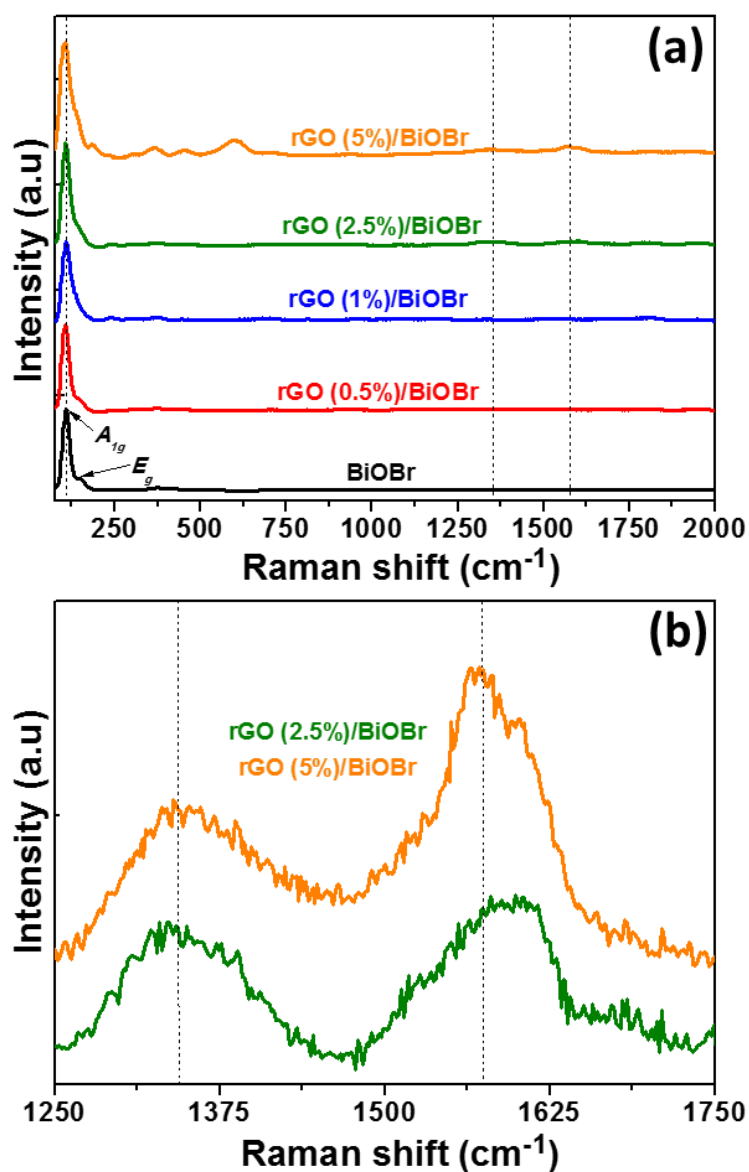 (a)
rGO (5%)/BiOBr
rGO (2.5%)/BiOBr
rGO (1%)/BiOBr
rGO (0.5%)/BiOBr
A1g
Eg
BiOBr
Intensity (a.u)
250 500 750 1000 1250 1500 1750 2000
Raman shift (cm-1)
(b)
rGO (2.5%)/BiOBr
rGO (5%)/BiOBr
Intensity (a.u)
1250 1375 1500 1625 1750
Raman shift (cm-1)